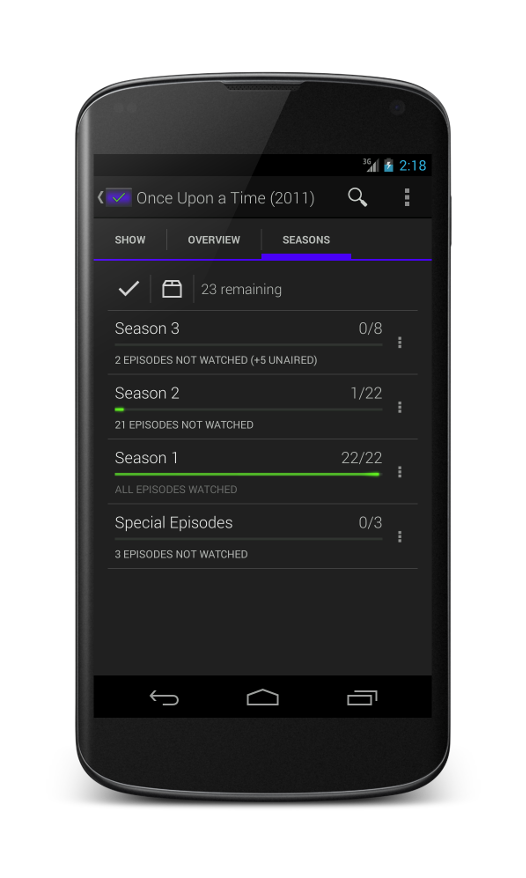 3G 2:18
Once Upon a Time (2011)
SHOW OVERVIEW SEASONS
23 remaining
Season 3 0/8
2 EPISODES NOT WATCHED (+5 UNAIRED)
Season 2 1/22
21 EPISODES NOT WATCHED
Season 1 22/22
ALL EPISODES WATCHED
Special Episodes 0/3
3 EPISODES NOT WATCHED